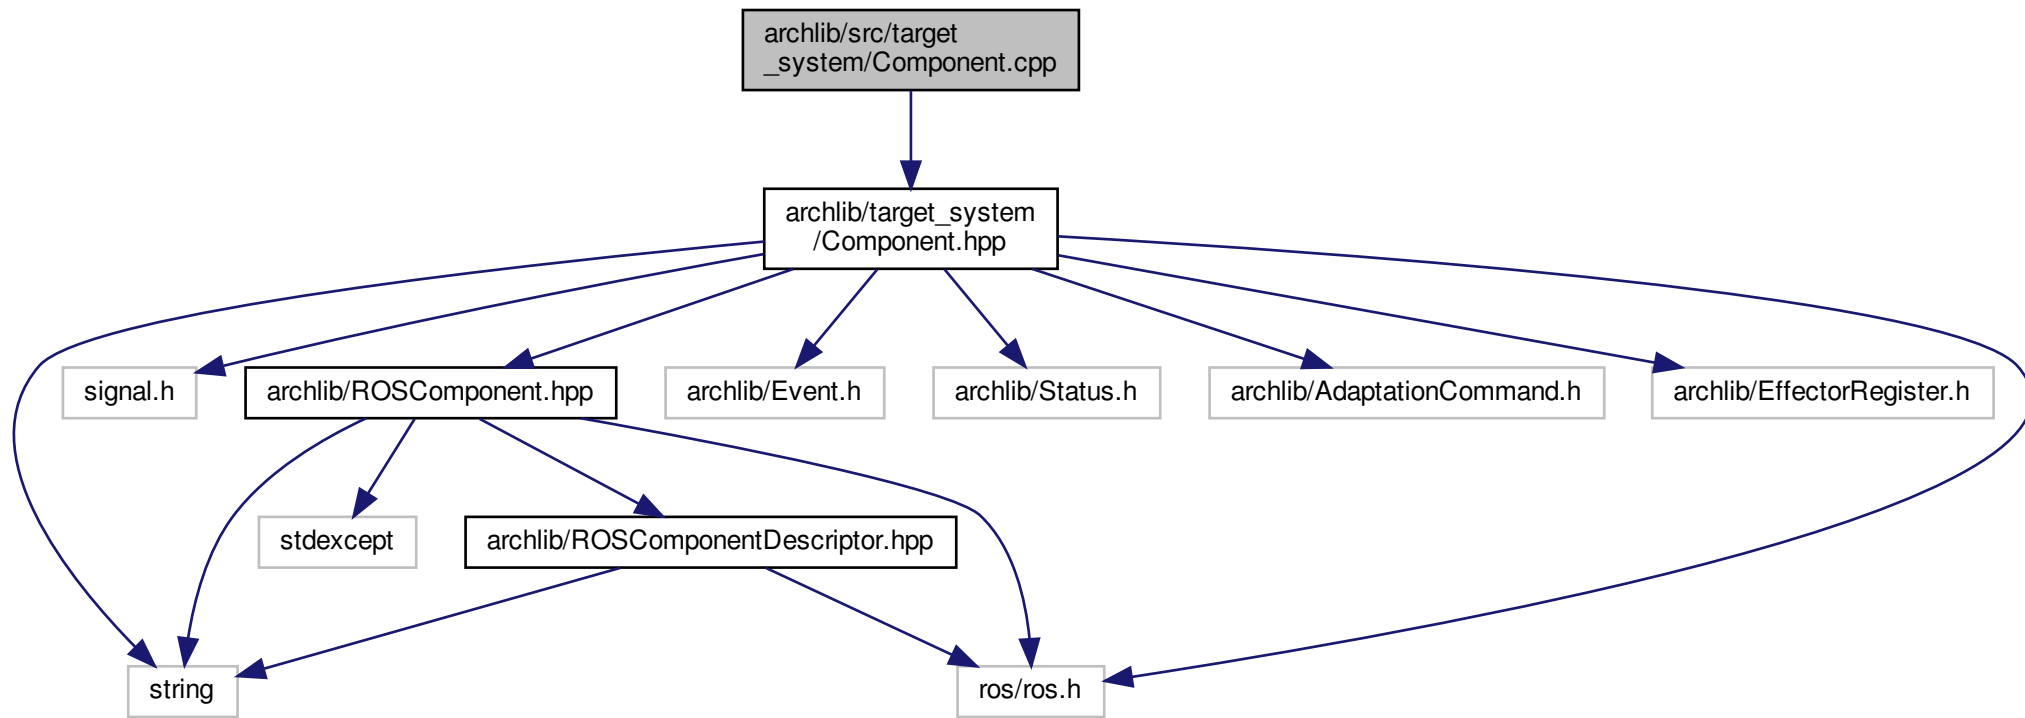 archlib/src/target
_system/Component.cpp
archlib/target_system
/Component.hpp
signal.h
archlib/ROSComponent.hpp
archlib/Event.h
archlib/Status.h
archlib/AdaptationCommand.h
archlib/EffectorRegister.h
stdexcept
archlib/ROSComponentDescriptor.hpp
string
ros/ros.h